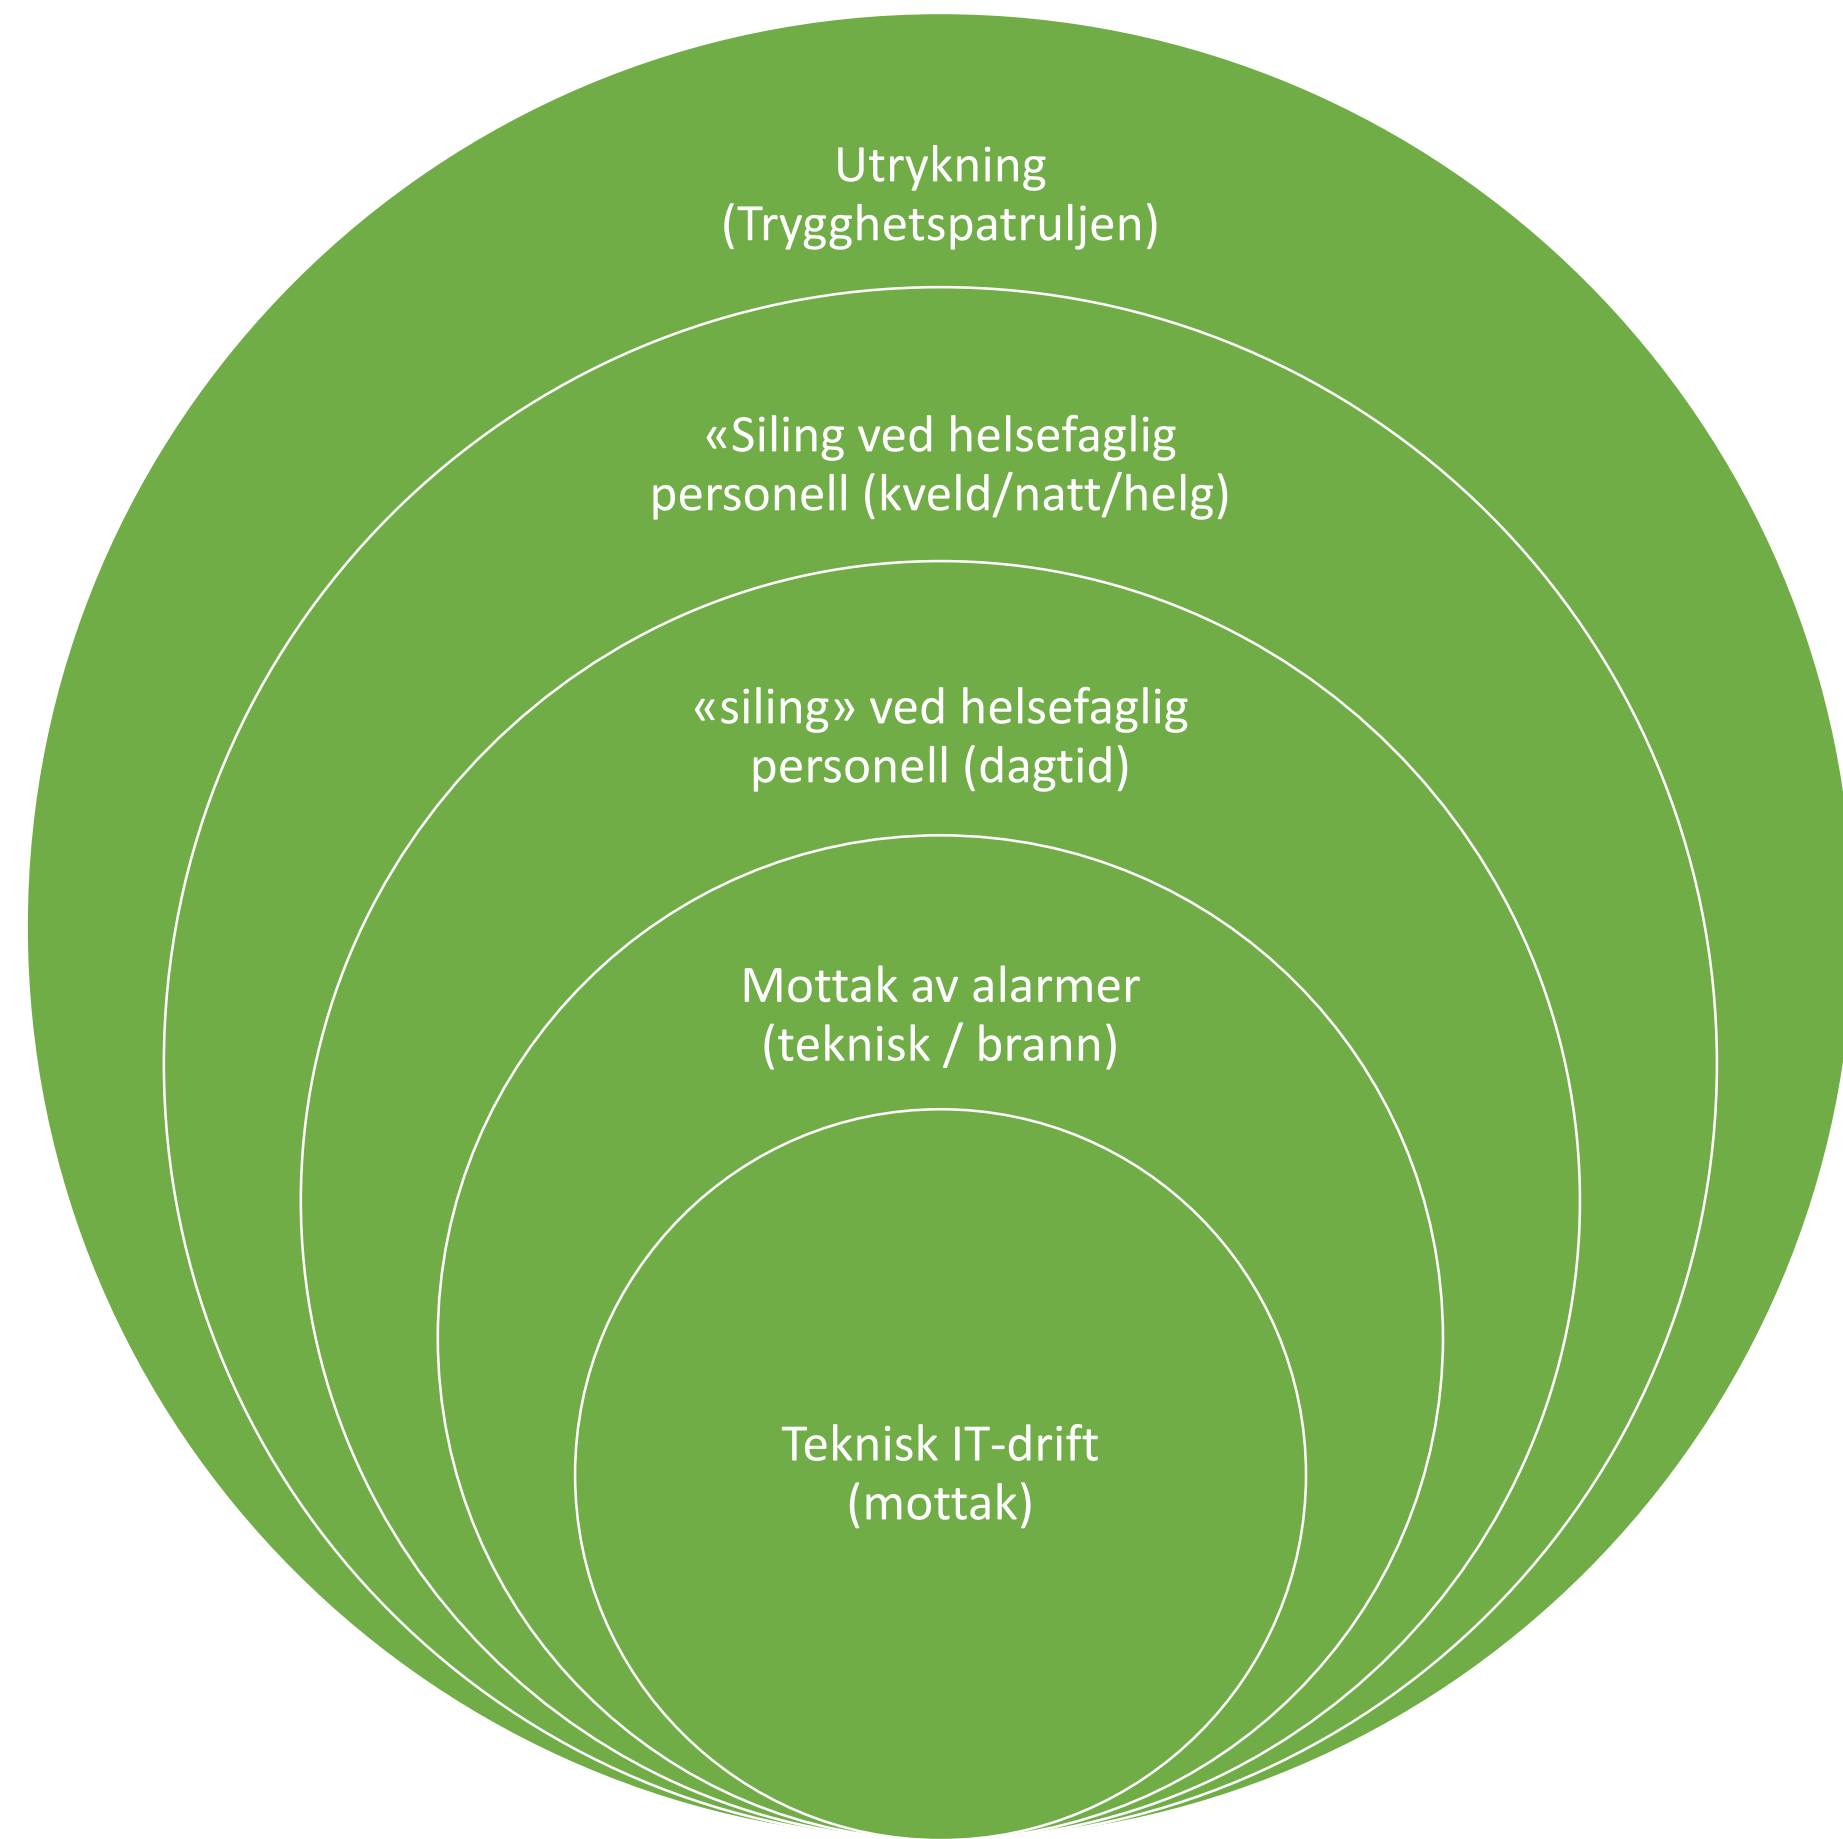 Utrykning
(Trygghetspatruljen)
«Siling ved helsefaglig
personell (kveld/natt/helg)
«siling» ved helsefaglig
personell (dagtid)
Mottak av alarmer
(teknisk / brann)
Teknisk IT-drift
(mottak)